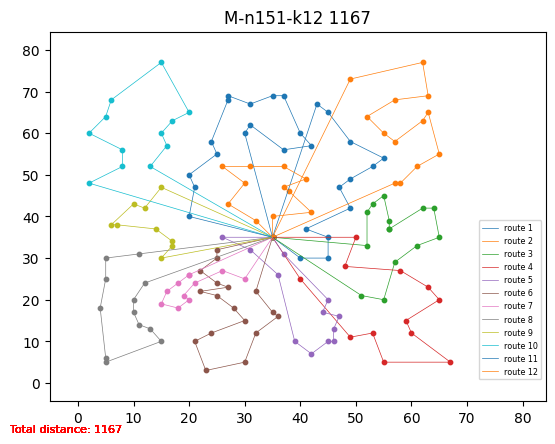 M-n151-k12 1167
80
70
60
50
40
30
20
10
0
route 1
route 2
route 3
route 4
route 5
route 6
route 7
route 8
route 9
route 10
route 11
route 12
0 10 20 30 40 50 60 70 80
Total distance: 1167